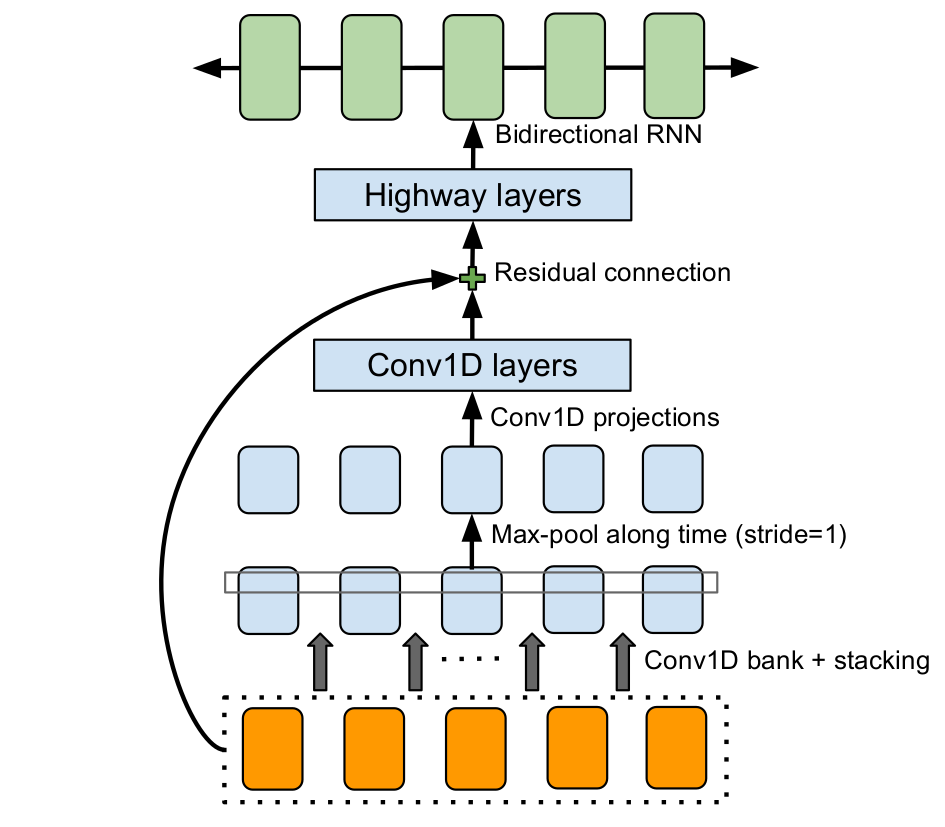 Bidirectional RNN
Highway layers
Residual connection
Conv1D layers
Conv1D projections
Max-pool along time (stride=1)
Conv1D bank + stacking